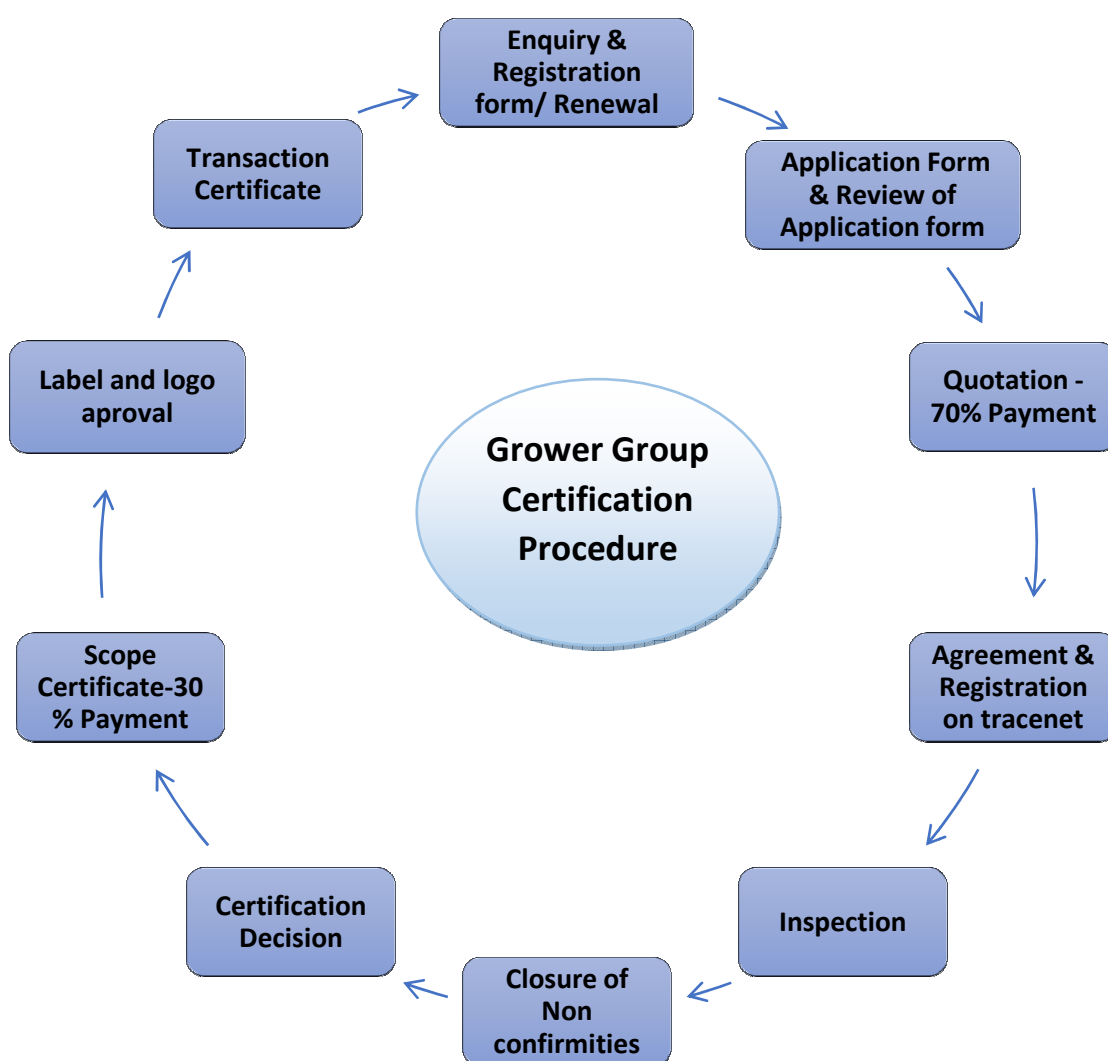 Enquiry &
Registration
form/ Renewal
Application Form
& Review of
Application form
Quotation -
70% Payment
Agreement &
Registration
on tracenet
Inspection
Closure of
Non
confirmities
Certification
Decision
Scope
Certificate-30
% Payment
Label and logo
aproval
Transaction
Certificate
Grower Group
Certification
Procedure